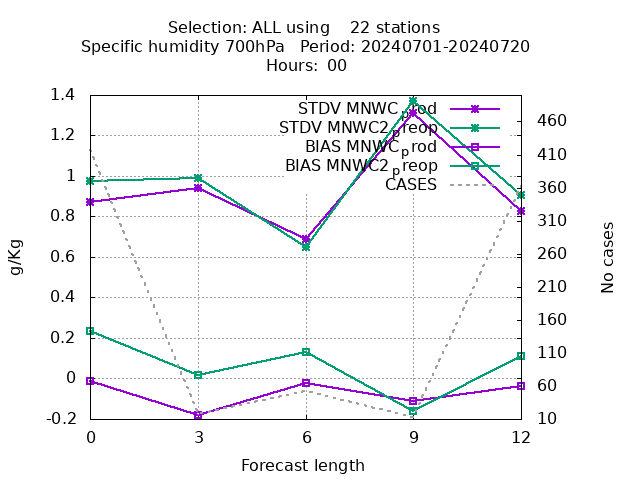 Selection: ALL using    22 stations
Specific humidity 700hPa   Period: 20240701-20240720
Hours:  00
STDV MNWC_prod
STDV MNWC2_preop
BIAS MNWC_prod
BIAS MNWC2_preop
CASES
g/Kg
1.4
1.2
1
0.8
0.6
0.4
0.2
0
-0.2
460
410
360
310
260
210
160
110
60
10
No cases
0 3 6 9 12
Forecast length